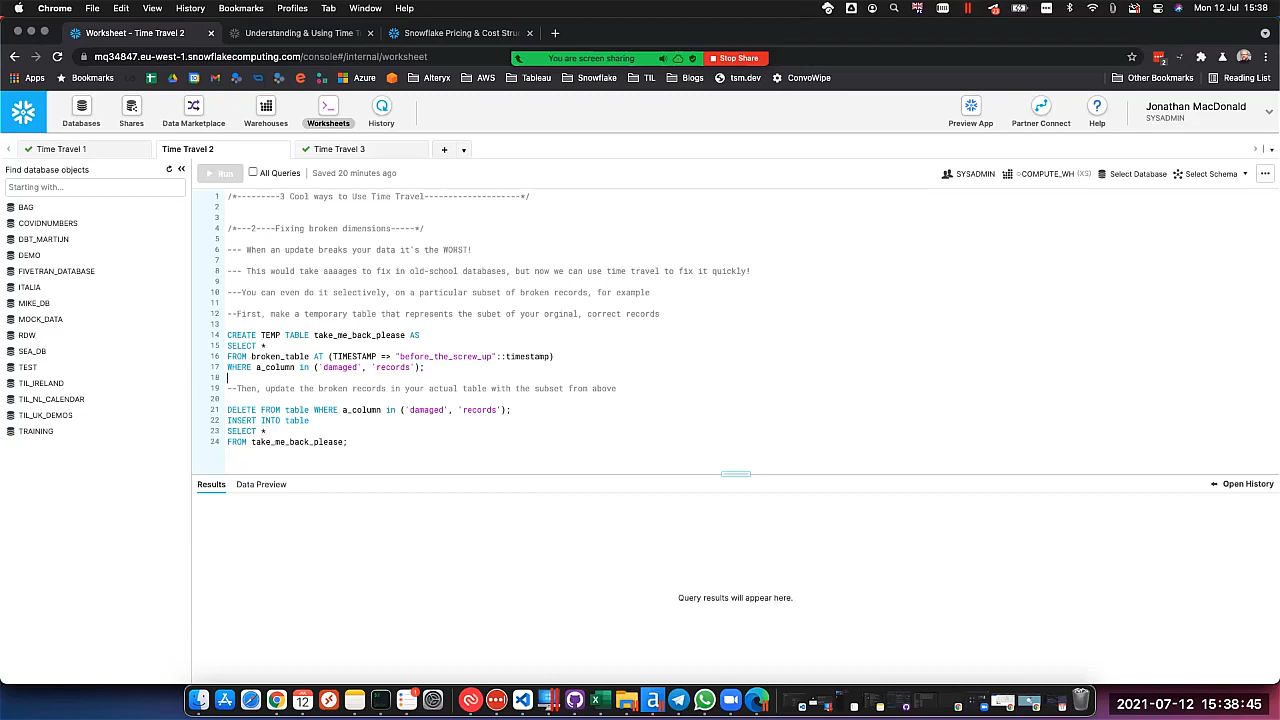 Chrome File Edit View History Bookmarks Profiles Tab Window Help Mon 12 Jul 15:38
Worksheet - Time Travel 2 Understanding & Using Time T Snowflake Pricing & Cost Struc
mq34847.eu-west-1.snowflakecomputing.com/console#/internal/worksheet You are screen sharing Stop Share
Apps Bookmarks Azure Alteryx AWS Tableau Snowflake TIL Blogs tsm.dev ConvoWipe Other Bookmarks Reading List
Databases Shares Data Marketplace Warehouses Worksheets History Preview App Partner Connect Help Jonathan MacDonald
SYSADMIN
Time Travel 1 Time Travel 2 Time Travel 3
Find database objects
Starting with...
BAG
COVIDNUMBERS
DBT_MARTIJN
DEMO
FIVETRAN_DATABASE
ITALIA
MIKE_DB
MOCK_DATA
RDW
SEA_DB
TEST
TIL_IRELAND
TIL_NL_CALENDAR
TIL_UK_DEMOS
TRAINING
Run All Queries Saved 20 minutes ago SYSADMIN COMPUTE_WH (XS) Select Database Select Schema
1 /*---------3 Cool ways to Use Time Travel--------------------*/
2
3
4 /*---2----Fixing broken dimensions-----*/
5
6 --- When an update breaks your data it's the WORST!
7
8 --- This would take aaaages to fix in old-school databases, but now we can use time travel to fix it quickly!
9
10 ---You can even do it selectively, on a particular subset of broken records, for example
11
12 --First, make a temporary table that represents the subet of your orginal, correct records
13
14 CREATE TEMP TABLE take_me_back_please AS
15 SELECT *
16 FROM broken_table AT (TIMESTAMP => "before_the_screw_up"::timestamp)
17 WHERE a_column in ('damaged', 'records');
18
19 --Then, update the broken records in your actual table with the subset from above
20
21 DELETE FROM table WHERE a_column in ('damaged', 'records');
22 INSERT INTO table
23 SELECT *
24 FROM take_me_back_please;
Results Data Preview Open History
Query results will appear here.
2021-07-12 15:38:45